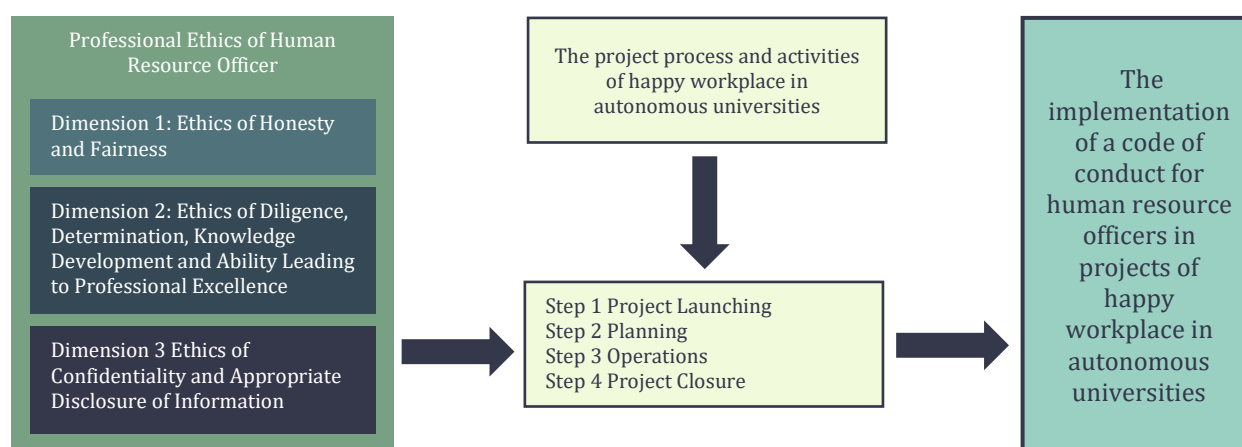 Professional Ethics of Human
Resource Officer
Dimension 1: Ethics of Honesty
and Fairness
Dimension 2: Ethics of Diligence,
Determination, Knowledge
Development and Ability Leading
to Professional Excellence
Dimension 3 Ethics of
Confidentiality and Appropriate
Disclosure of Information
The project process and activities
of happy workplace in
autonomous universities
Step 1 Project Launching
Step 2 Planning
Step 3 Operations
Step 4 Project Closure
The
implementation
of a code of
conduct for
human resource
officers in
projects of
happy
workplace in
autonomous
universities